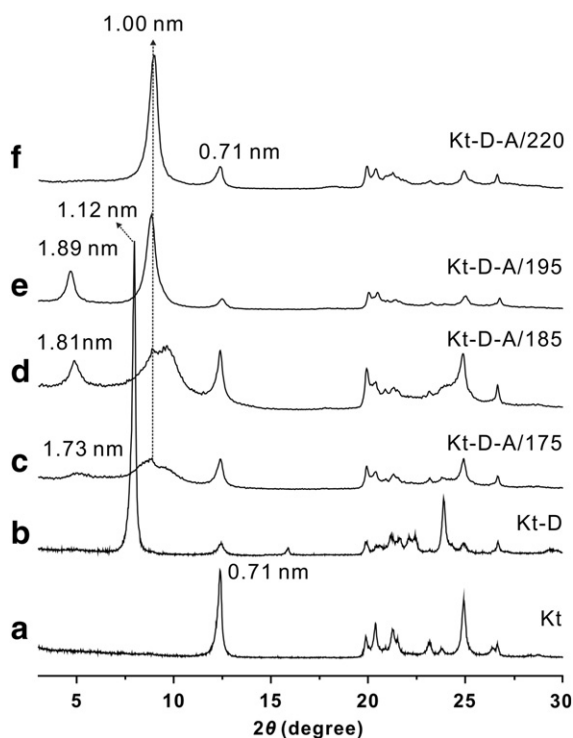 1.00 nm
f
0.71 nm
Kt-D-A/220
1.12 nm
1.89 nm
e
Kt-D-A/195
1.81nm
d
Kt-D-A/185
1.73 nm
c
Kt-D-A/175
b
Kt-D
0.71 nm
a
Kt
5 10 15 20 25 30
2θ (degree)